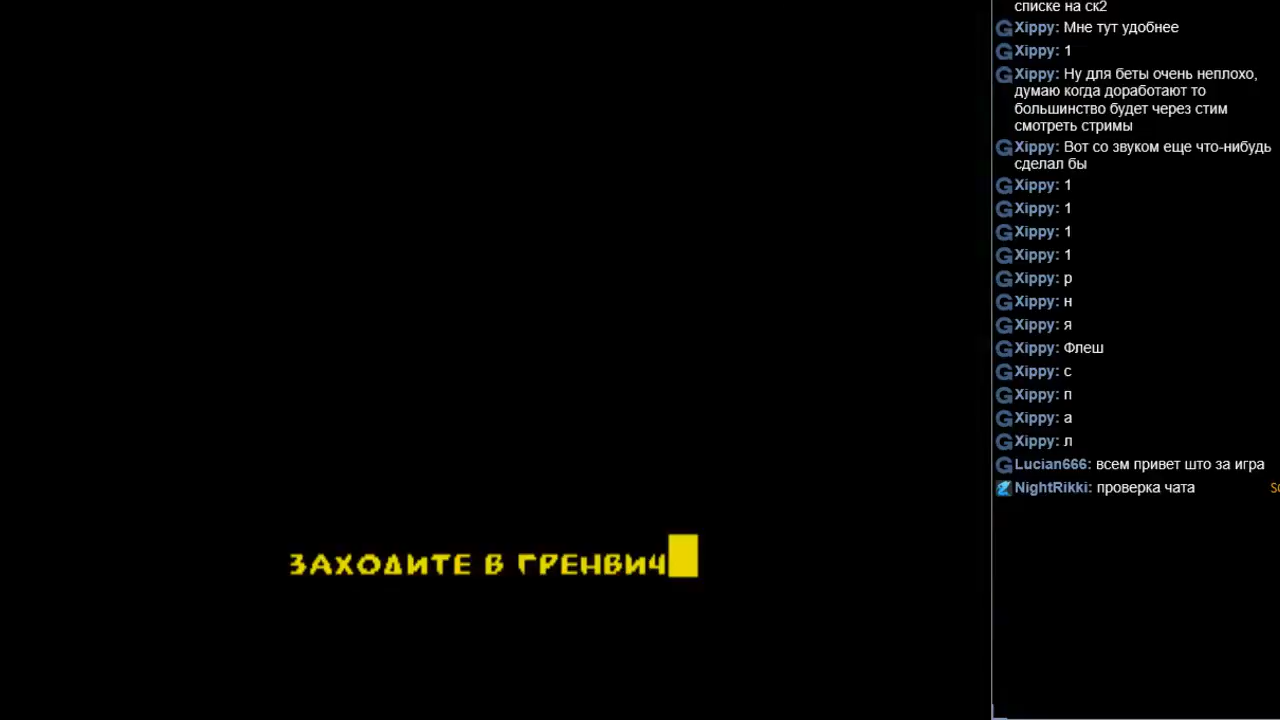 ЗАХОДИТЕ В ГРЕНВИЧ
списке на ск2
Xippy: Мне тут удобнее
Xippy: 1
Xippy: Ну для беты очень неплохо,
думаю когда доработают то
большинство будет через стим
смотреть стримы
Xippy: Вот со звуком еще что-нибудь
сделал бы
Xippy: 1
Xippy: 1
Xippy: 1
Xippy: 1
Xippy: р
Xippy: н
Xippy: я
Xippy: Флеш
Xippy: с
Xippy: п
Xippy: а
Xippy: л
Lucian666: всем привет што за игра
NightRikki: проверка чата